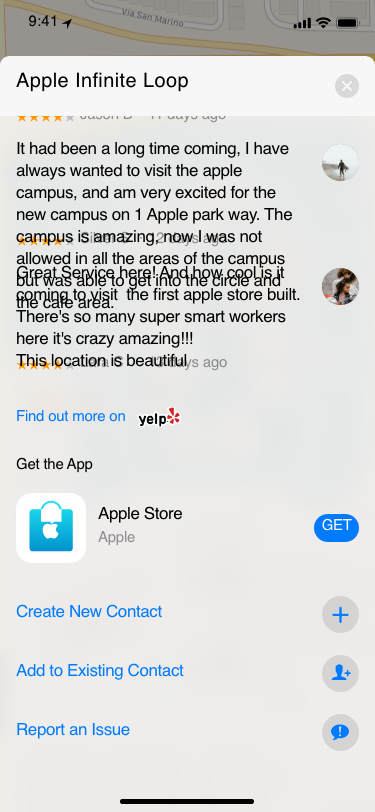 9:41
Via San Marino
Apple Infinite Loop
Jason B 11 days ago
It had been a long time coming, I have
always wanted to visit the apple
campus, and am very excited for the
new campus on 1 Apple park way. The
campus is amazing, now I was not
12 days ago
allowed in all the areas of the campus
but was able to get into the circle and
the cafe area.
Great Service here! And how cool is it
coming to visit the first apple store built.
There's so many super smart workers
here it's crazy amazing!!!
This location is beautiful
days ago
Find out more on yelp
Get the App
Apple Store
Apple
GET
Create New Contact
Add to Existing Contact
Report an Issue